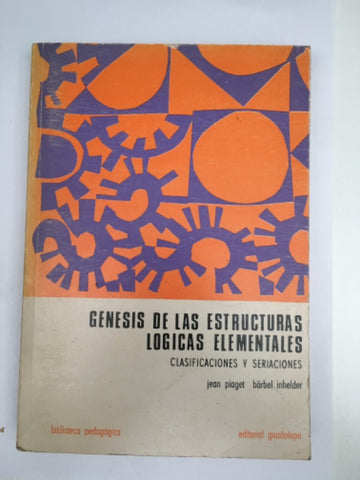 GENESIS DE LAS ESTRUCTURAS
LOGICAS ELEMENTALES
CLASIFICACIONES Y SERIACIONES
jean piaget bärbel inhelder
biblioteca pedagógica editorial guadalupe